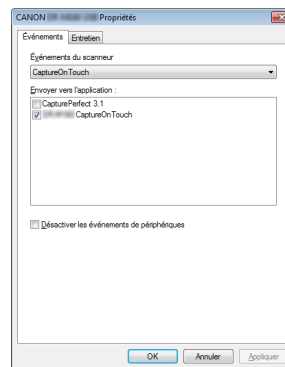 CANON Propriétés
Événements Entretien
Événements du scanneur
CaptureOnTouch
Envoyer vers l'application :
CapturePerfect 3.1
CaptureOnTouch
Désactiver les événements de périphériques
OK Annuler Appliquer